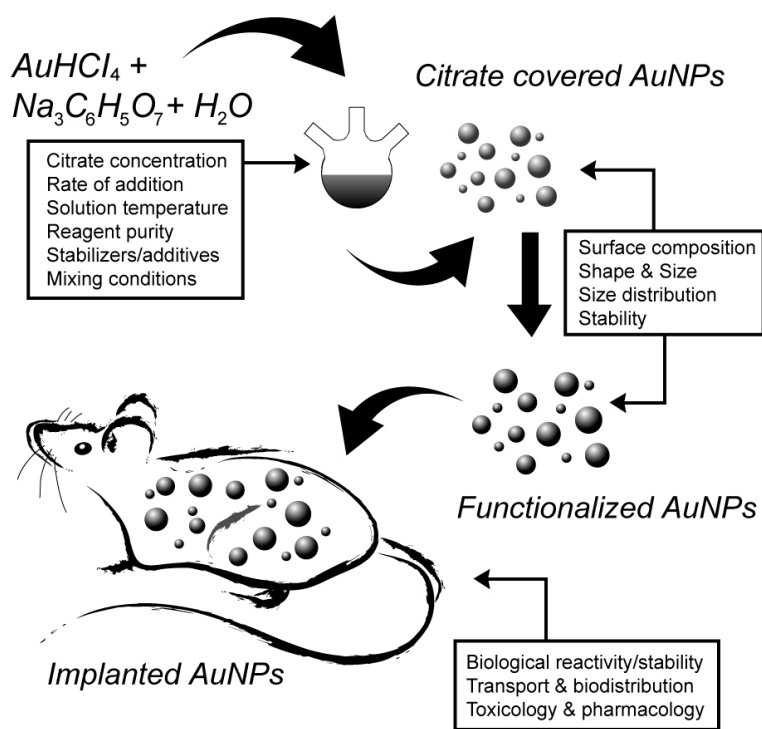 AuHCl₄ +
Na₃C₆H₅O₇ + H₂O
Citrate covered AuNPs
Citrate concentration
Rate of addition
Solution temperature
Reagent purity
Stabilizers/additives
Mixing conditions
Surface composition
Shape & Size
Size distribution
Stability
Functionalized AuNPs
Implanted AuNPs
Biological reactivity/stability
Transport & biodistribution
Toxicology & pharmacology